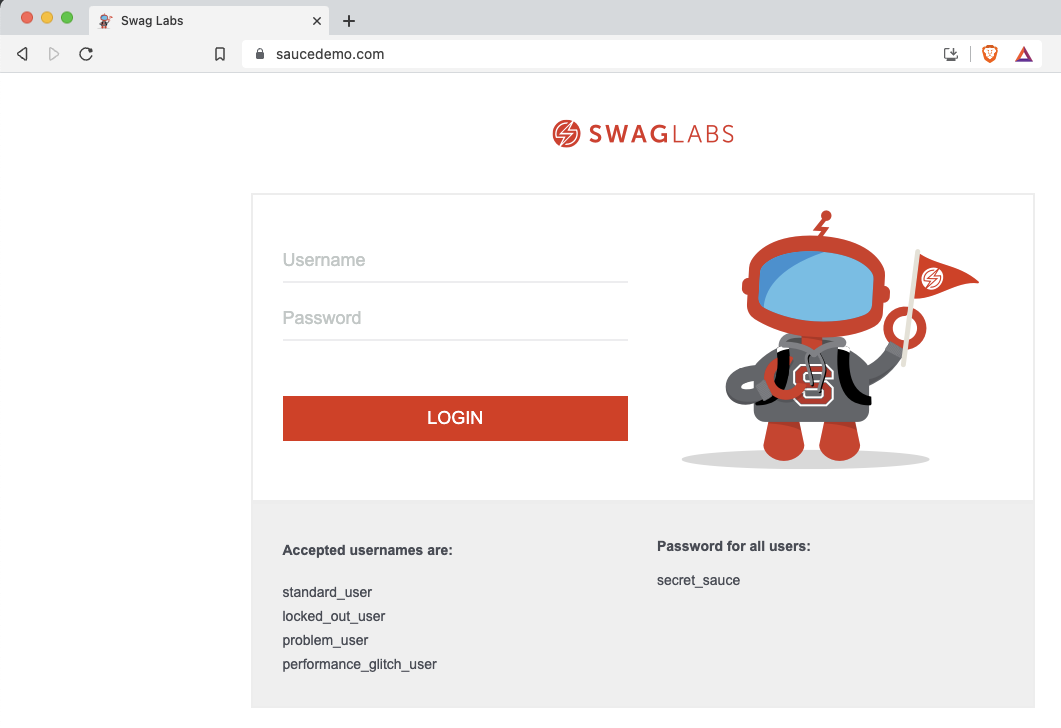 Swag Labs
saucedemo.com
SWAGLABS
Username
Password
LOGIN
S
Accepted usernames are:
standard_user
locked_out_user
problem_user
performance_glitch_user
Password for all users:
secret_sauce